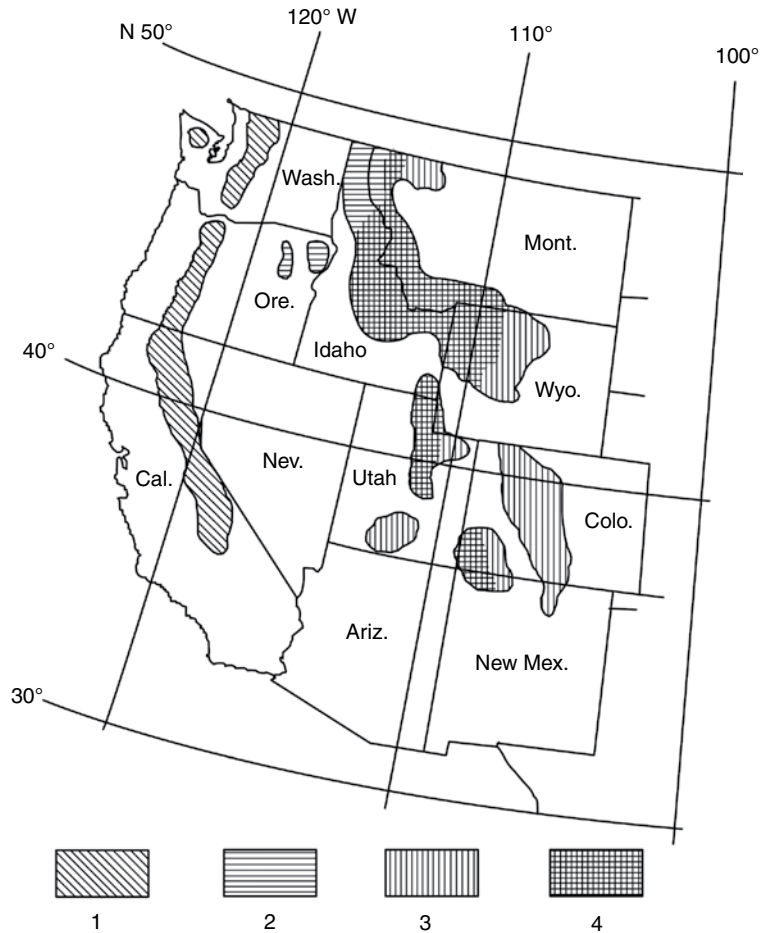 120° W
N 50°
110°
100°
Wash.
Mont.
Ore.
Idaho
40°
Wyo.
Cal.
Nev.
Utah
Colo.
Ariz.
New Mex.
30°
1
2
3
4